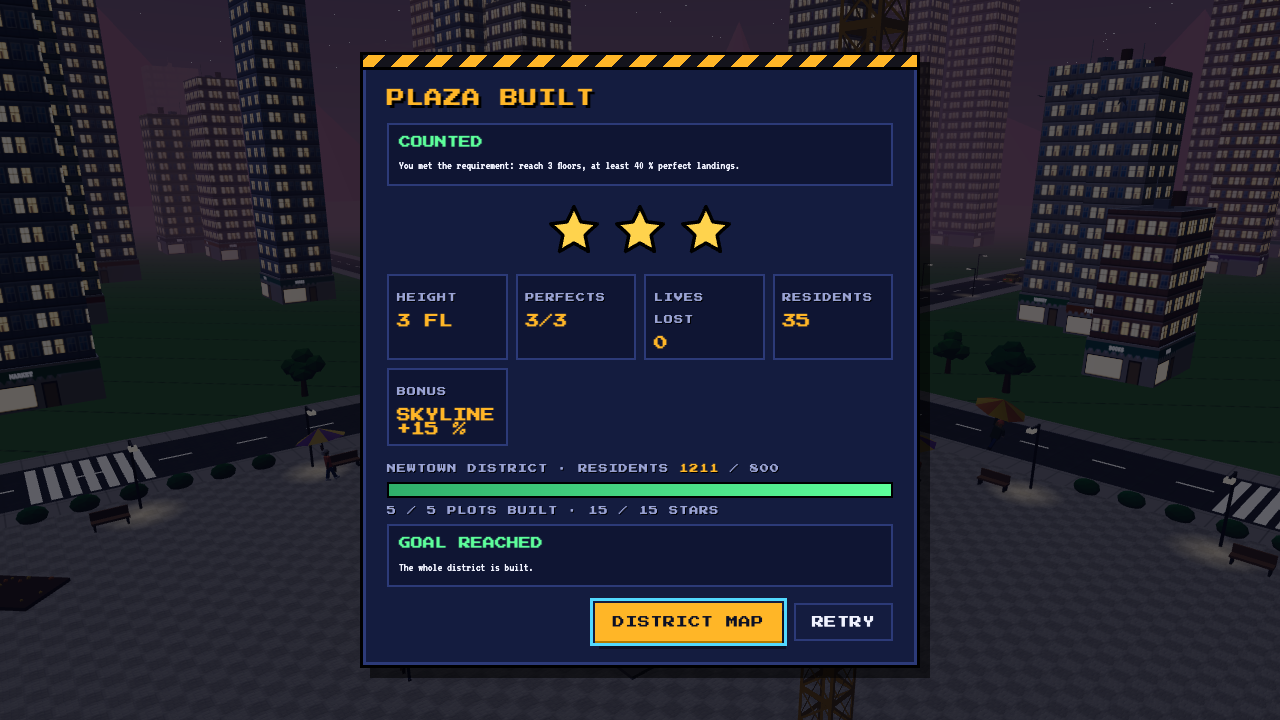 PLAZA BUILT
COUNTED
You met the requirement: reach 3 floors, at least 40 % perfect landings.
HEIGHT
3 FL
PERFECTS
3/3
LIVES
LOST
0
RESIDENTS
35
BONUS
SKYLINE
+15 %
NEWTOWN DISTRICT · RESIDENTS 1211 / 800
5 / 5 PLOTS BUILT · 15 / 15 STARS
GOAL REACHED
The whole district is built.
DISTRICT MAP
RETRY